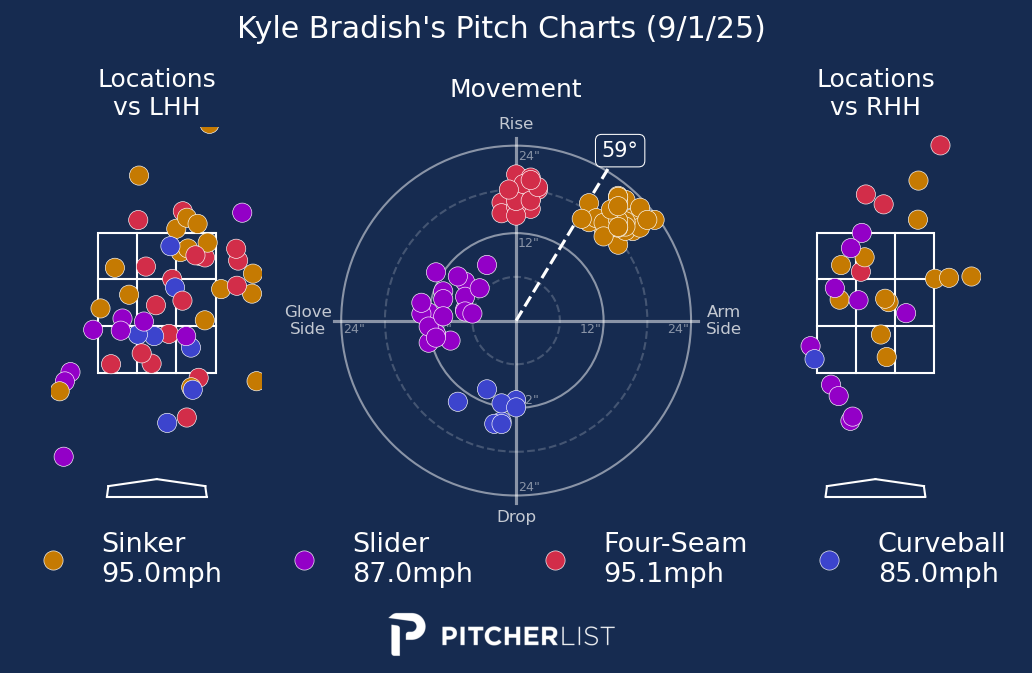 Kyle Bradish's Pitch Charts (9/1/25)
Locations
vs LHH
Movement
Locations
vs RHH
Rise
59°
24"
12"
Glove
Side
24"
12"
24"
Arm
Side
2"
24"
Drop
Sinker
95.0mph
Slider
87.0mph
Four-Seam
95.1mph
Curveball
85.0mph
PITCHERLIST